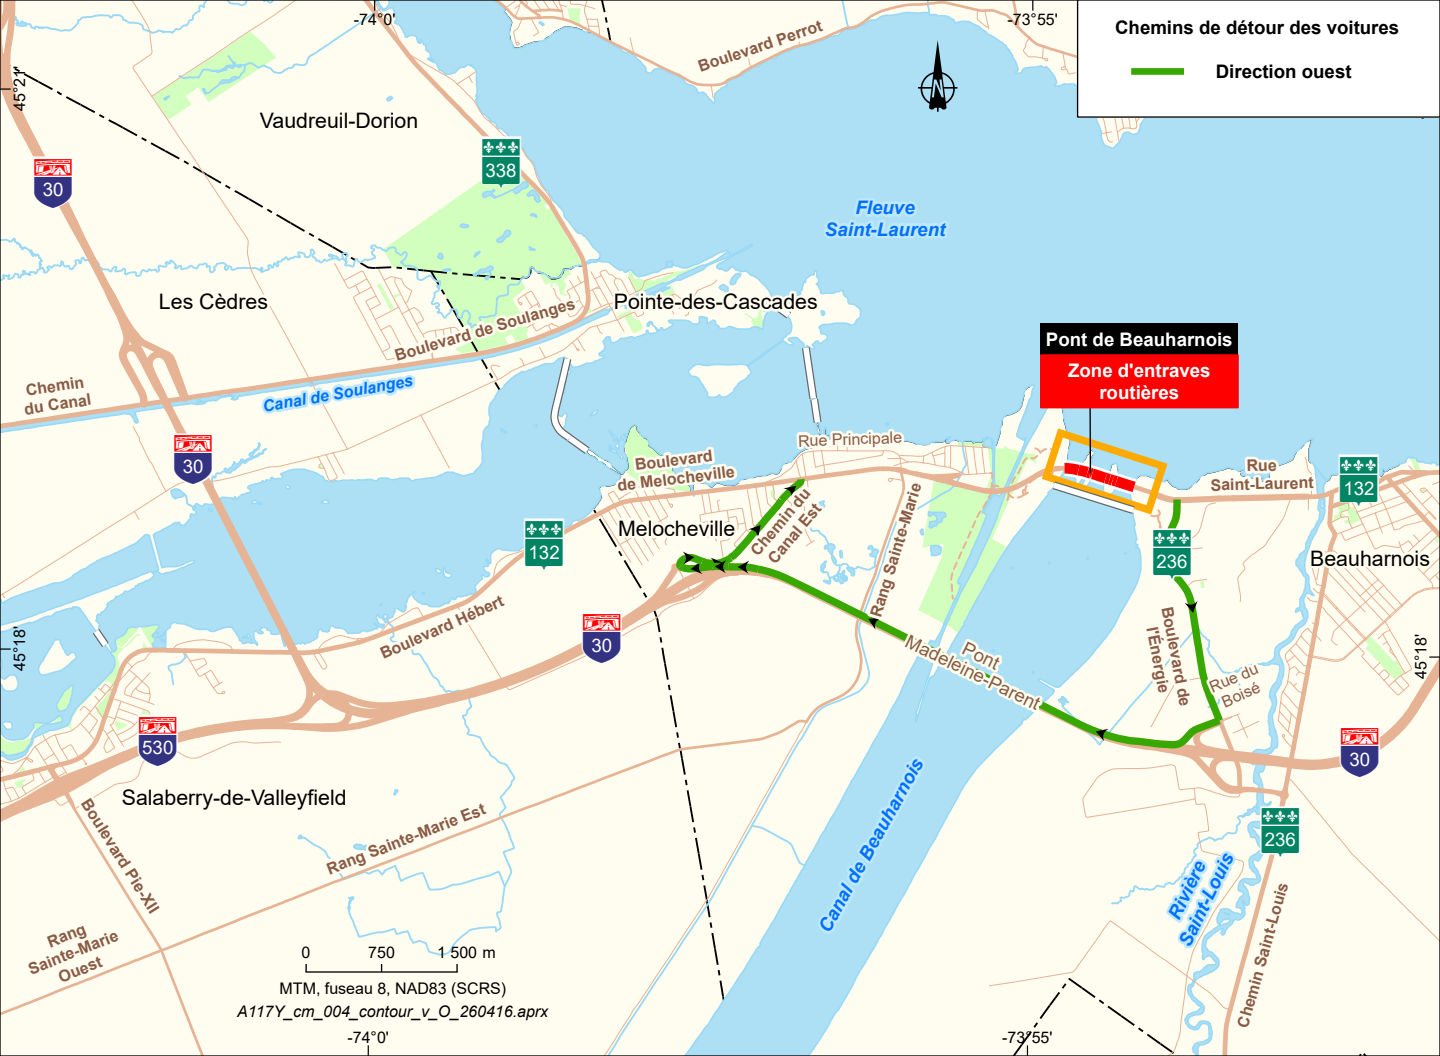 -74°0'
-73°55'
Chemins de détour des voitures
Direction ouest
Boulevard Perrot
45°21'
Vaudreuil-Dorion
338
30
Fleuve
Saint-Laurent
Les Cèdres
Pointe-des-Cascades
Boulevard de Soulanges
Pont de Beauharnois
Zone d'entraves
routières
Chemin
du Canal
Canal de Soulanges
30
Rue Principale
Boulevard
de Melocheville
Rue
Saint-Laurent
132
Melocheville
Chemin du
Canal Est
Rang Sainte-Marie
132
236
Beauharnois
Boulevard Hébert
30
Boulevard de
l'Énergie
45°18'
45°18'
Pont
Madeleine-Parent
Rue du
Boisé
530
30
Salaberry-de-Valleyfield
Boulevard Pie-XII
Rang Sainte-Marie Est
Canal de Beauharnois
236
Rivière
Saint-Louis
Chemin Saint-Louis
Rang
Sainte-Marie
Ouest
0 750 1 500 m
MTM, fuseau 8, NAD83 (SCRS)
A117Y_cm_004_contour_v_O_260416.aprx
-74°0'
-73°55'